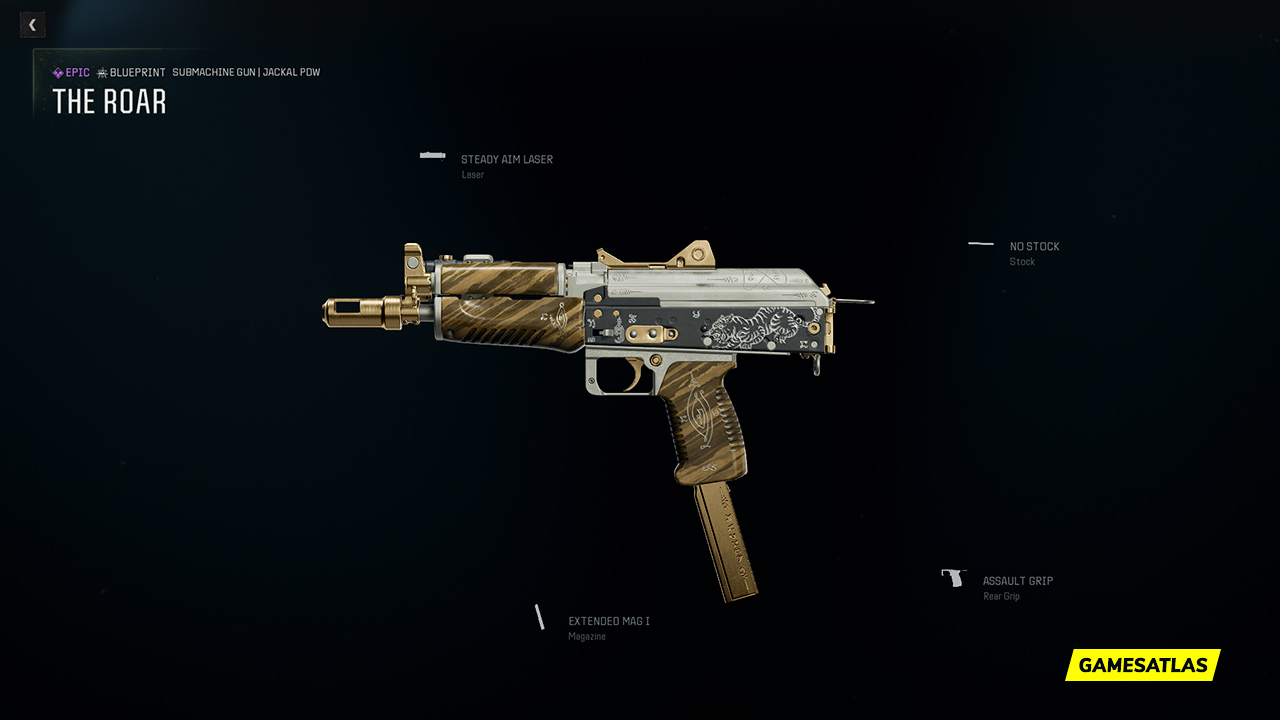 EPIC BLUEPRINT SUBMACHINE GUN | JACKAL PDW
THE ROAR
STEADY AIM LASER
Laser
NO STOCK
Stock
ASSAULT GRIP
Rear Grip
EXTENDED MAG I
Magazine
GAMESATLAS